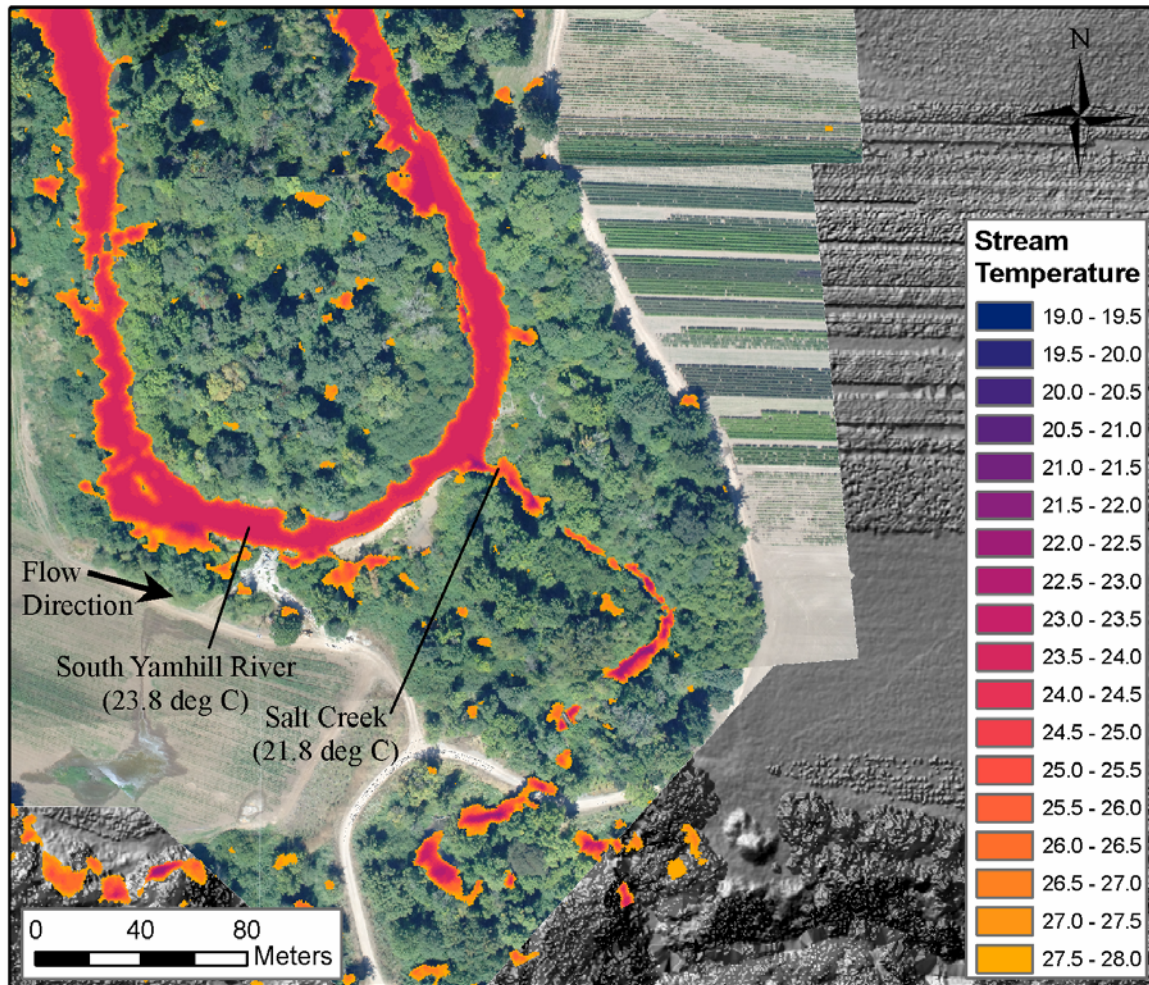 N
Stream
Temperature
19.0 - 19.5
19.5 - 20.0
20.0 - 20.5
20.5 - 21.0
21.0 - 21.5
21.5 - 22.0
22.0 - 22.5
22.5 - 23.0
23.0 - 23.5
23.5 - 24.0
24.0 - 24.5
24.5 - 25.0
25.0 - 25.5
25.5 - 26.0
26.0 - 26.5
26.5 - 27.0
27.0 - 27.5
27.5 - 28.0
Flow
Direction
South Yamhill River
(23.8 deg C)
Salt Creek
(21.8 deg C)
0 40 80
Meters